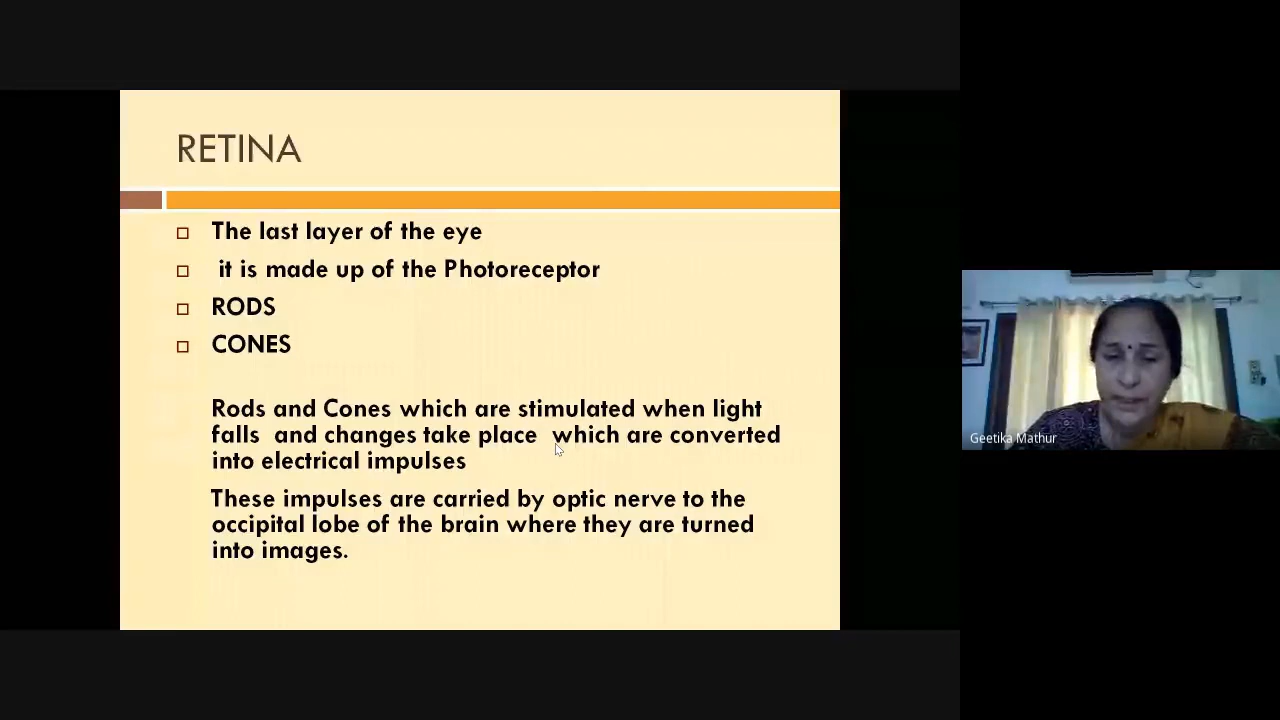 RETINA
The last layer of the eye
it is made up of the Photoreceptor
RODS
CONES
Rods and Cones which are stimulated when light
falls and changes take place which are converted
into electrical impulses
These impulses are carried by optic nerve to the
occipital lobe of the brain where they are turned
into images.
Geetika Mathur